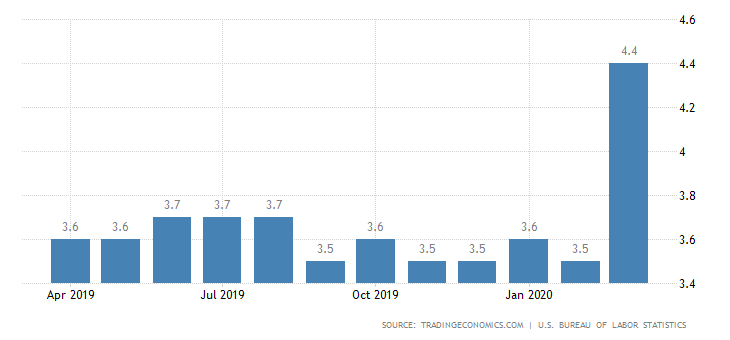 4.6
4.4
4.4
4.2
4
3.8
3.7 3.7 3.7
3.6 3.6 3.6 3.6 3.6
3.5 3.5 3.5 3.5
3.4
Apr 2019 Jul 2019 Oct 2019 Jan 2020
SOURCE: TRADINGECONOMICS.COM | U.S. BUREAU OF LABOR STATISTICS